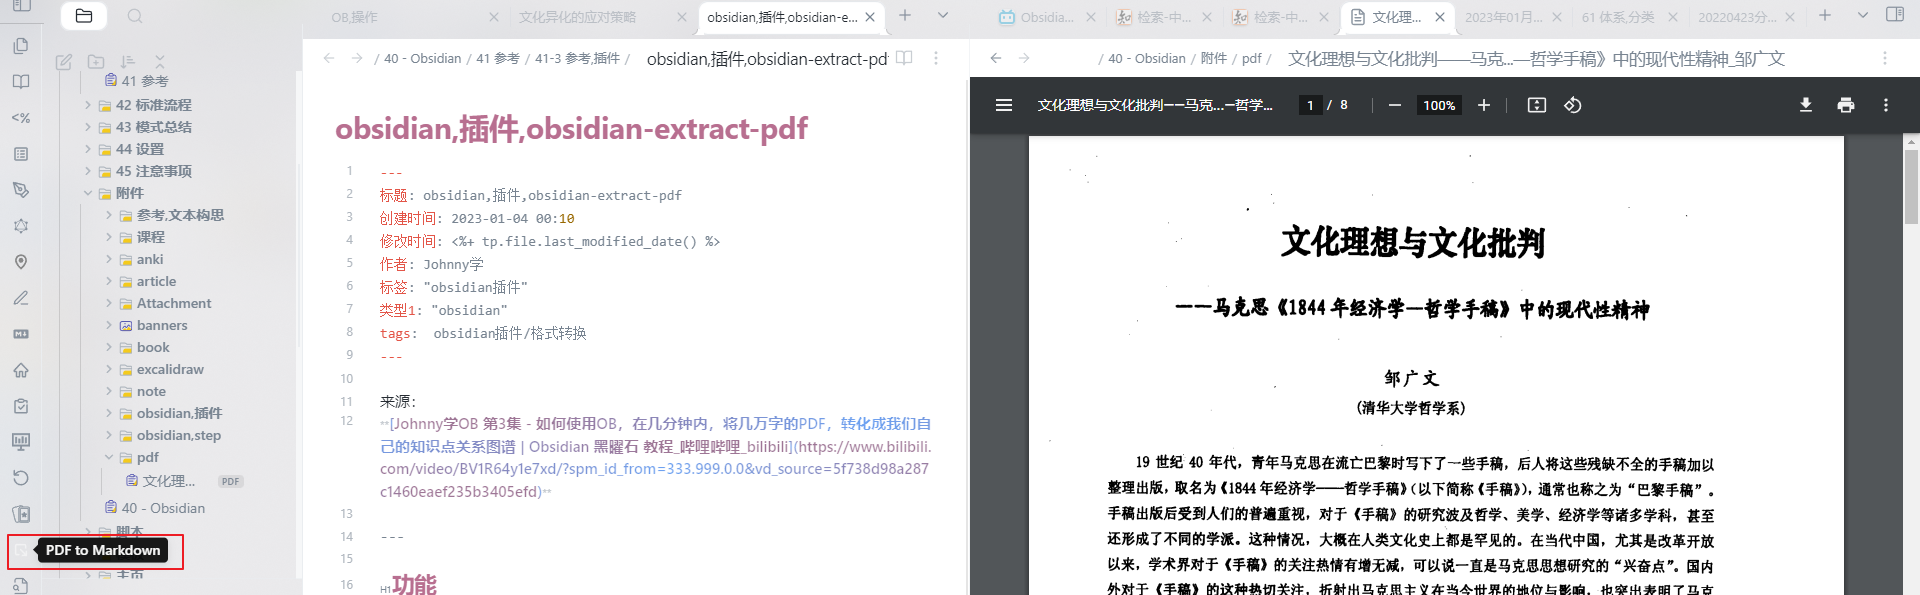 OB,操作
文化异化的应对策略
obsidian,插件,obsidian-e...
Obsidia...
检索-中...
检索-中...
文化理...
2023年01月...
61 体系,分类
20220423分...
/ 40 - Obsidian / 41 参考 / 41-3 参考,插件 /
obsidian,插件,obsidian-extract-pdf
/ 40 - Obsidian / 附件 / pdf /
文化理想与文化批判——马克...—哲学手稿》中的现代性精神_邹广文
41 参考
42 标准流程
43 模式总结
44 设置
45 注意事项
附件
参考,文本构思
课程
anki
article
Attachment
banners
book
excalidraw
note
obsidian,插件
obsidian,step
pdf
文化理...
PDF
40 - Obsidian
脚本
PDF to Markdown
主页
obsidian,插件,obsidian-extract-pdf
1 ---
2 标题: obsidian,插件,obsidian-extract-pdf
3 创建时间: 2023-01-04 00:10
4 修改时间: <%+ tp.file.last_modified_date() %>
5 作者: Johnny学
6 标签: "obsidian插件"
7 类型1: "obsidian"
8 tags: obsidian插件/格式转换
9 ---
10
11 来源:
12 **[Johnny学OB 第3集 - 如何使用OB，在几分钟内，将几万字的PDF，转化成我们自
己的知识点关系图谱 | Obsidian 黑曜石 教程_哔哩哔哩_bilibili](https://www.bilibili.
com/video/BV1R64y1e7xd/?spm_id_from=333.999.0.0&vd_source=5f738d98a287
c1460eaef235b3405efd)**
13
14 ---
15
16 H1 功能
文化理想与文化批判——马克...—哲学手稿...
1 / 8
100%
文化理想与文化批判
——马克思《1844 年经济学—哲学手稿》中的现代性精神
邹广文
(清华大学哲学系)
19 世纪 40 年代，青年马克思在流亡巴黎时写下了一些手稿，后人将这些残缺不全的手稿加以
整理出版，取名为《1844 年经济学——哲学手稿》（以下简称《手稿》），通常也称之为“巴黎手稿”。
手稿出版后受到人们的普遍重视，对于《手稿》的研究波及哲学、美学、经济学等诸多学科，甚至
还形成了不同的学派。这种情况，大概在人类文化史上都是罕见的。在当代中国，尤其是改革开放
以来，学术界对于《手稿》的关注热情有增无减，可以说一直是马克思思想研究的“兴奋点”。国内
外对于《手稿》的这种热切关注，折射出马克思主义在当今世界的地位与影响，也突出表明了马克